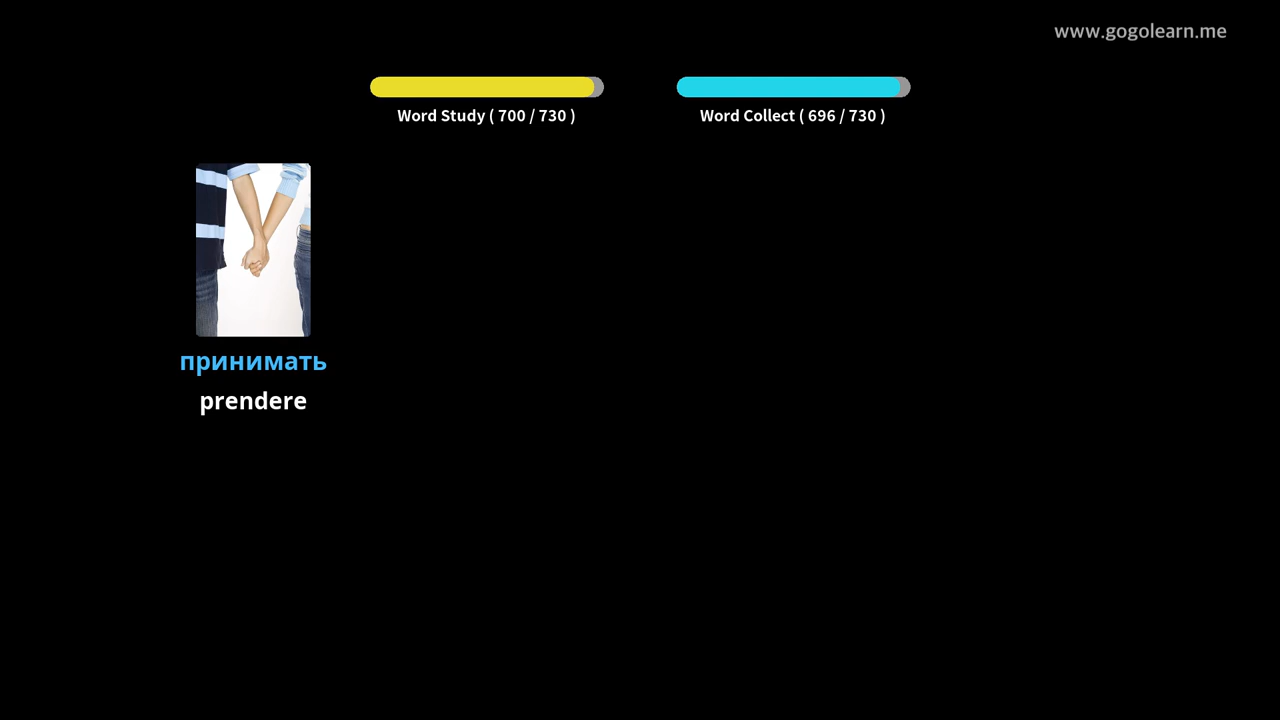 www.gogolearn.me
Word Study ( 700 / 730 )
Word Collect ( 696 / 730 )
принимать
prendere